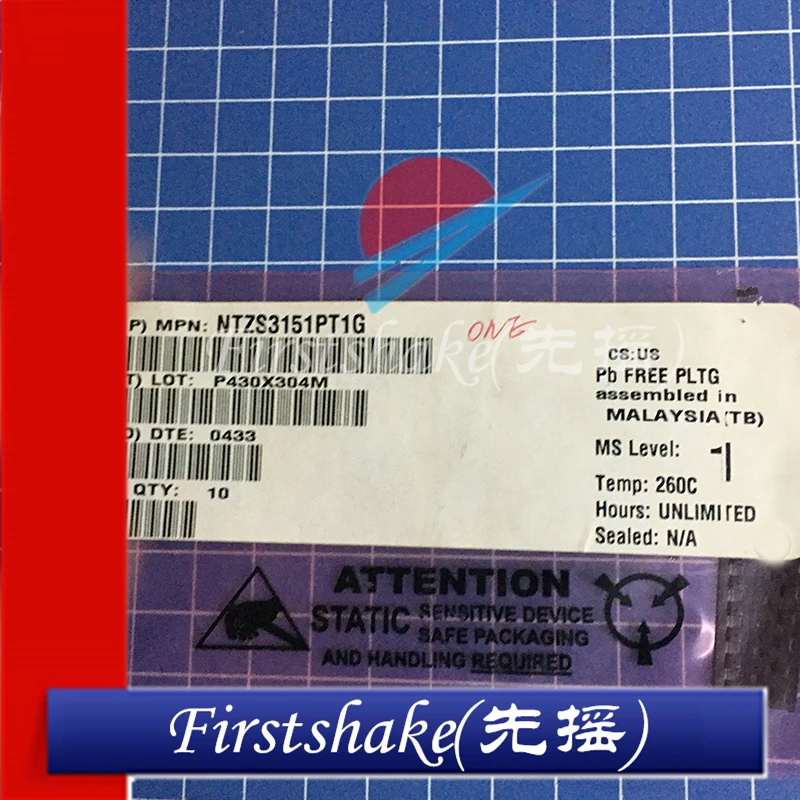 P) MPN: NTZS3151PT1G
ONE
Firstshake(先摇)
T) LOT: P430X304M
D) DTE: 0433
QTY: 10
CS:US
Pb FREE PLTG
assembled in
MALAYSIA(TB)
MS Level: 1
Temp: 260C
Hours: UNLIMITED
Sealed: N/A
ATTENTION
STATIC SENSITIVE DEVICE
SAFE PACKAGING
AND HANDLING REQUIRED
Firstshake(先摇)